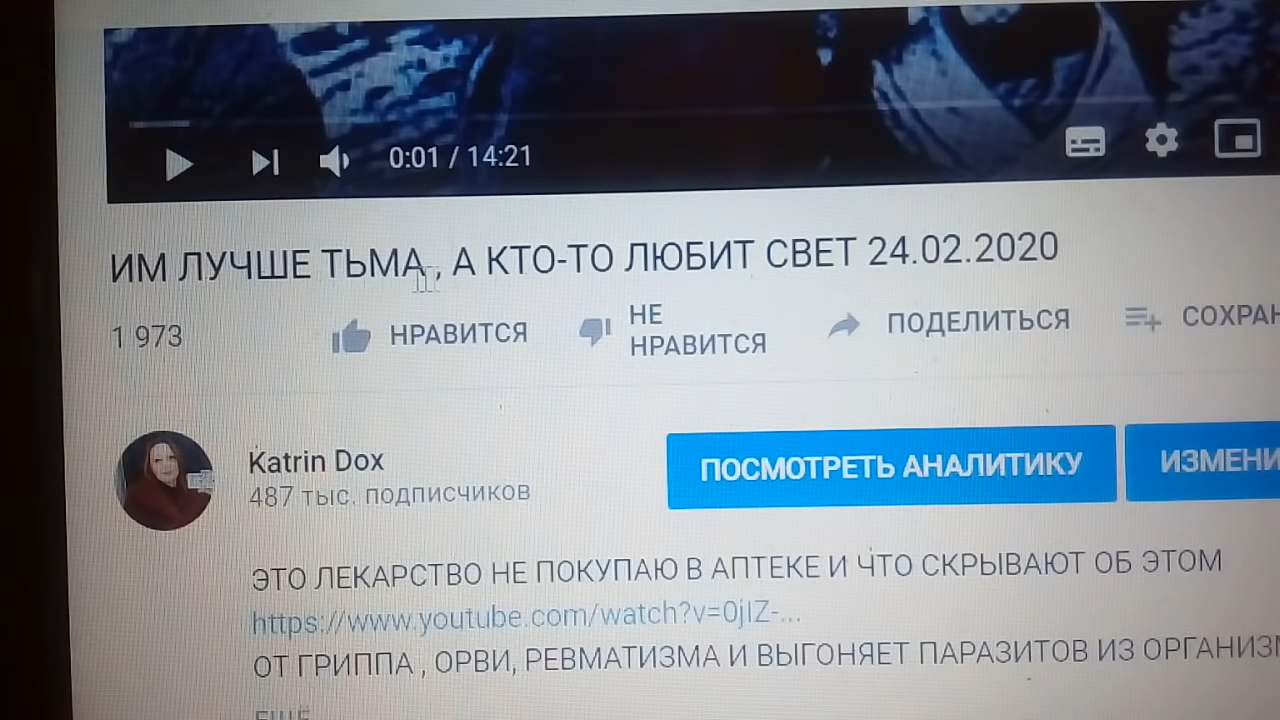 0:01 / 14:21
ИМ ЛУЧШЕ ТЬМА , А КТО-ТО ЛЮБИТ СВЕТ 24.02.2020
1 973 НРАВИТСЯ НЕ НРАВИТСЯ ПОДЕЛИТЬСЯ СОХРАН
Katrin Dox
487 тыс. подписчиков
ПОСМОТРЕТЬ АНАЛИТИКУ ИЗМЕНИ
ЭТО ЛЕКАРСТВО НЕ ПОКУПАЮ В АПТЕКЕ И ЧТО СКРЫВАЮТ ОБ ЭТОМ
https://www.youtube.com/watch?v=0jIZ-...
ОТ ГРИППА , ОРВИ, РЕВМАТИЗМА И ВЫГОНЯЕТ ПАРАЗИТОВ ИЗ ОРГАНИЗМ
ЕЩЁ